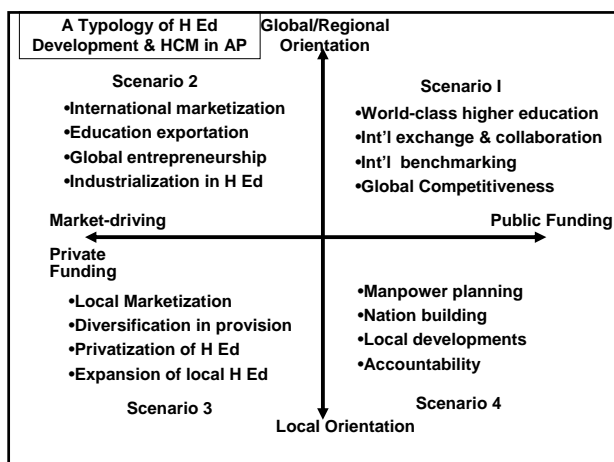 A Typology of H Ed
Development & HCM in AP
Global/Regional
Orientation
Scenario 2
•International marketization
•Education exportation
•Global entrepreneurship
•Industrialization in H Ed
Scenario I
•World-class higher education
•Int'l exchange & collaboration
•Int'l benchmarking
•Global Competitiveness
Market-driving
Public Funding
Private
Funding
•Local Marketization
•Diversification in provision
•Privatization of H Ed
•Expansion of local H Ed
Scenario 3
•Manpower planning
•Nation building
•Local developments
•Accountability
Scenario 4
Local Orientation